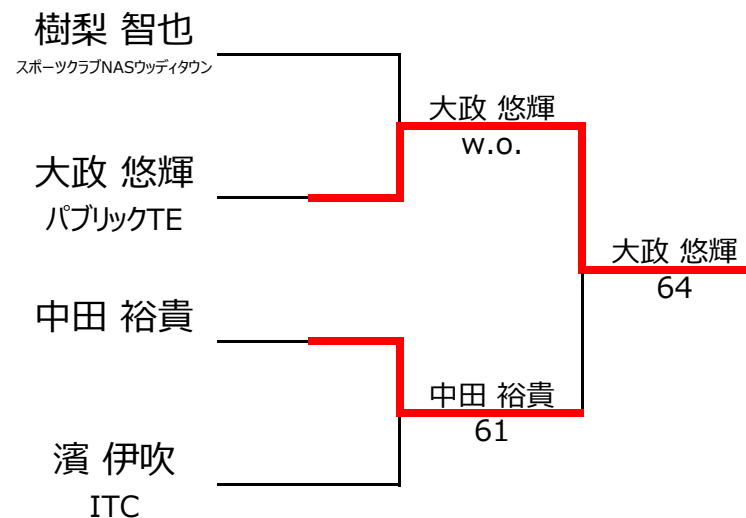 樹梨 智也
スポーツクラブNASウッディタウン
大政 悠輝
w.o.
大政 悠輝
パブリックTE
大政 悠輝
64
中田 裕貴
中田 裕貴
61
濱 伊吹
ITC